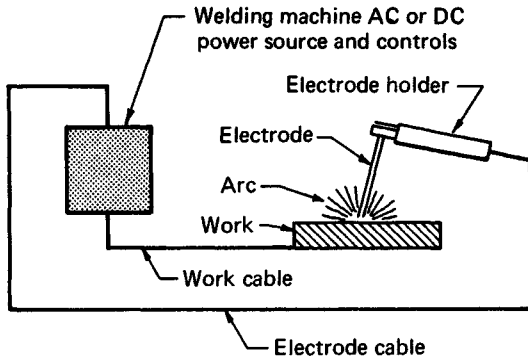 Welding machine AC or DC
power source and controls
Electrode holder
Electrode
Arc
Work
Work cable
Electrode cable